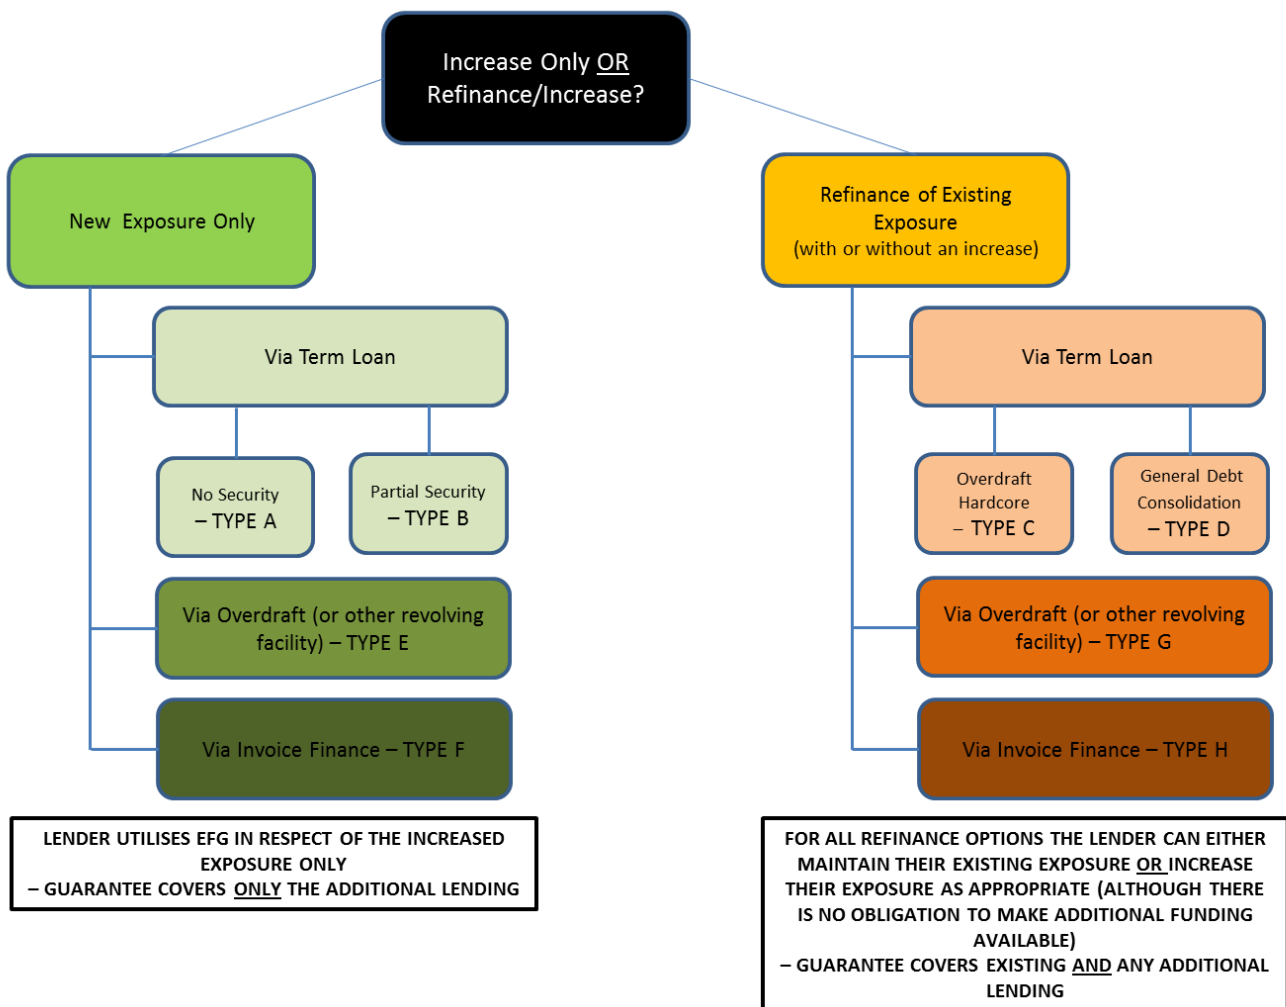 Increase Only OR
Refinance/Increase?
New Exposure Only
Via Term Loan
No Security
– TYPE A
Partial Security
– TYPE B
Via Overdraft (or other revolving
facility) – TYPE E
Via Invoice Finance – TYPE F
LENDER UTILISES EFG IN RESPECT OF THE INCREASED
EXPOSURE ONLY
– GUARANTEE COVERS ONLY THE ADDITIONAL LENDING
Refinance of Existing
Exposure
(with or without an increase)
Via Term Loan
Overdraft
Hardcore
– TYPE C
General Debt
Consolidation
– TYPE D
Via Overdraft (or other revolving
facility) – TYPE G
Via Invoice Finance – TYPE H
FOR ALL REFINANCE OPTIONS THE LENDER CAN EITHER
MAINTAIN THEIR EXISTING EXPOSURE OR INCREASE
THEIR EXPOSURE AS APPROPRIATE (ALTHOUGH THERE
IS NO OBLIGATION TO MAKE ADDITIONAL FUNDING
AVAILABLE)
– GUARANTEE COVERS EXISTING AND ANY ADDITIONAL
LENDING